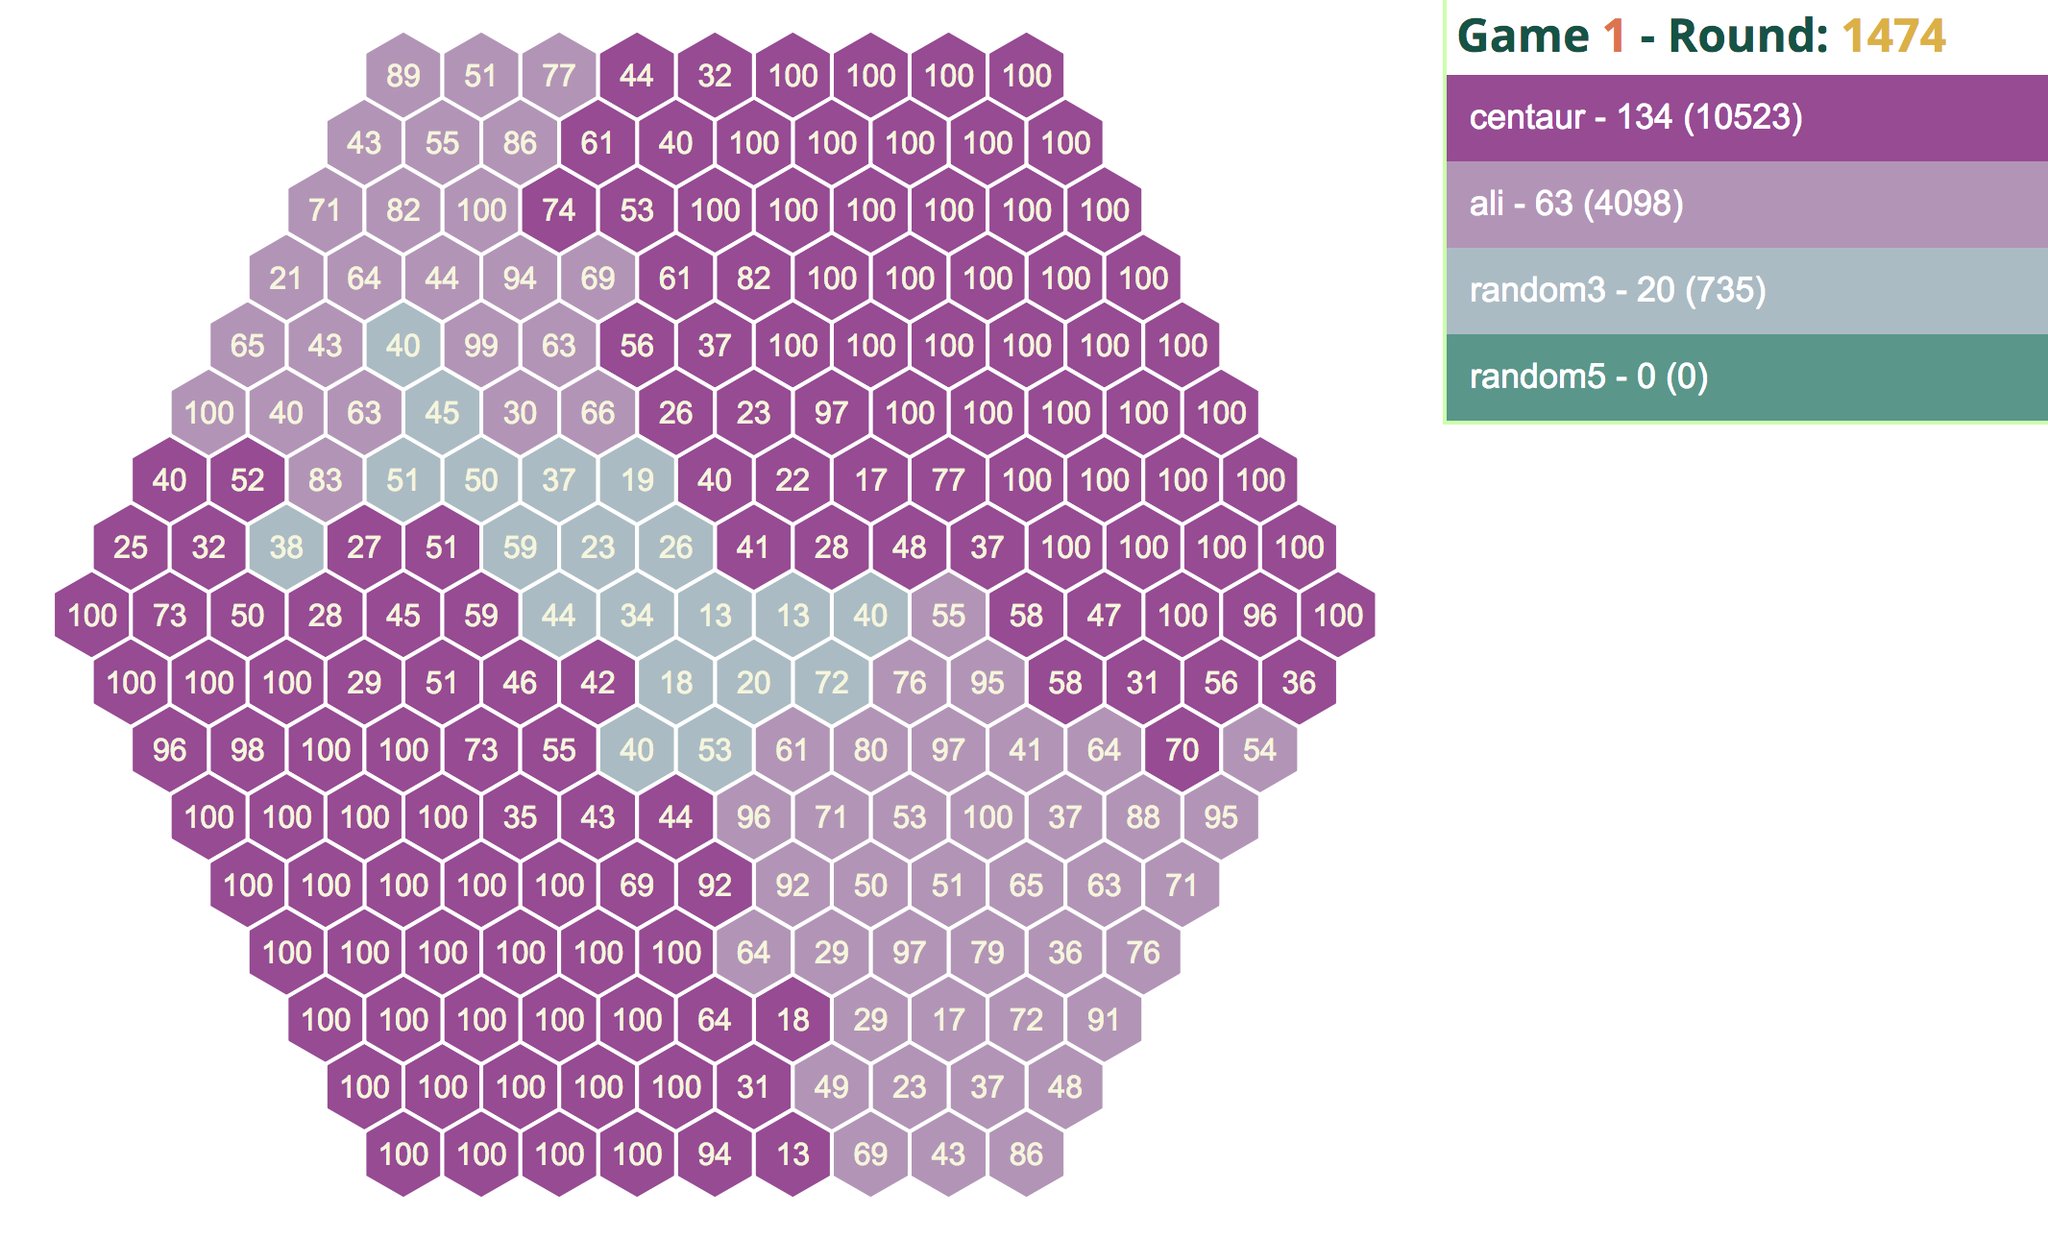 Game 1 - Round: 1474
centaur - 134 (10523)
ali - 63 (4098)
random3 - 20 (735)
random5 - 0 (0)
89 51 77 44 32 100 100 100 100
43 55 86 61 40 100 100 100 100 100
71 82 100 74 53 100 100 100 100 100 100
21 64 44 94 69 61 82 100 100 100 100 100
65 43 40 99 63 56 37 100 100 100 100 100 100
100 40 63 45 30 66 26 23 97 100 100 100 100 100
40 52 83 51 50 37 19 40 22 17 77 100 100 100 100
25 32 38 27 51 59 23 26 41 28 48 37 100 100 100 100
100 73 50 28 45 59 44 34 13 13 40 55 58 47 100 96 100
100 100 100 29 51 46 42 18 20 72 76 95 58 31 56 36
96 98 100 100 73 55 40 53 61 80 97 41 64 70 54
100 100 100 100 35 43 44 96 71 53 100 37 88 95
100 100 100 100 100 69 92 92 50 51 65 63 71
100 100 100 100 100 100 64 29 97 79 36 76
100 100 100 100 100 64 18 29 17 72 91
100 100 100 100 100 31 49 23 37 48
100 100 100 100 94 13 69 43 86